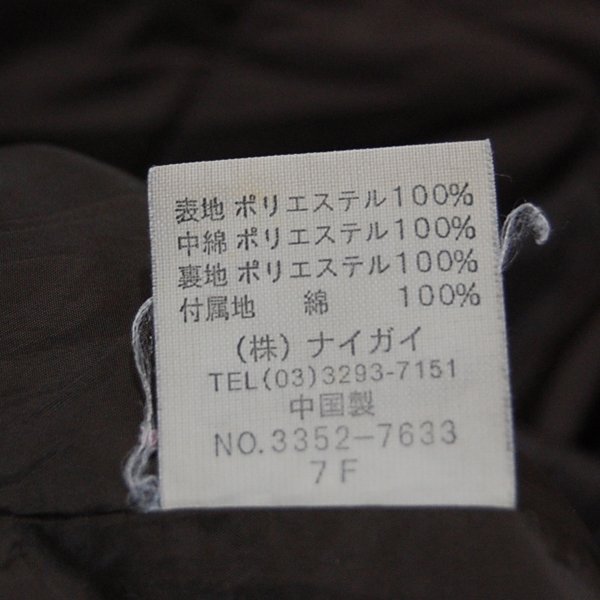 表地 ポリエステル100%
中綿 ポリエステル100%
裏地 ポリエステル100%
付属地 綿 100%
(株) ナイガイ
TEL(03)3293-7151
中国製
NO.3352-7633
7F